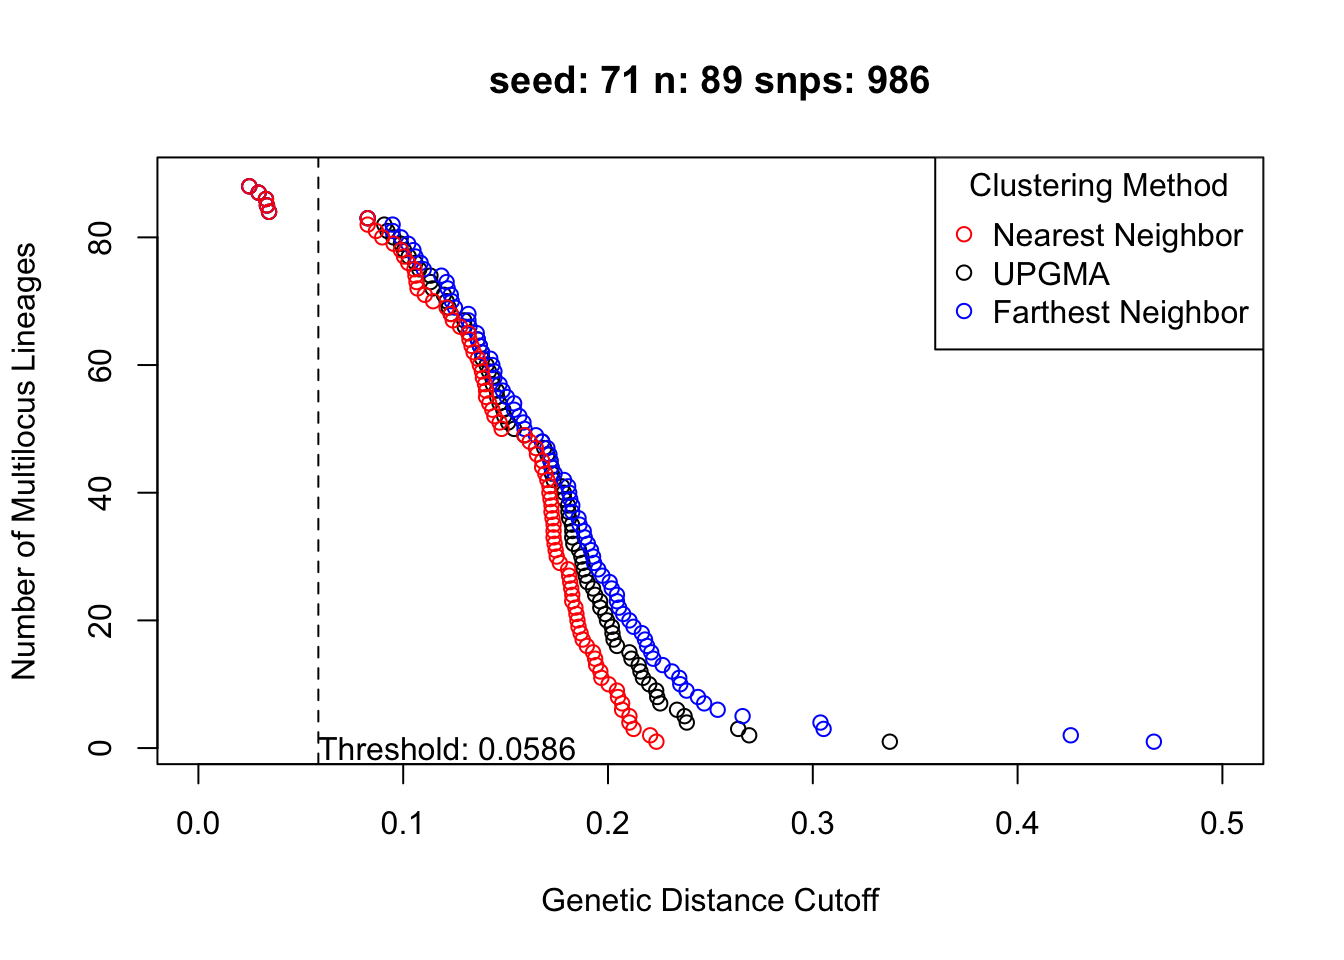 seed: 71 n: 89 snps: 986
Clustering Method
Nearest Neighbor
UPGMA
Farthest Neighbor
Number of Multilocus Lineages
80
60
40
20
0
Threshold: 0.0586
0.0 0.1 0.2 0.3 0.4 0.5
Genetic Distance Cutoff